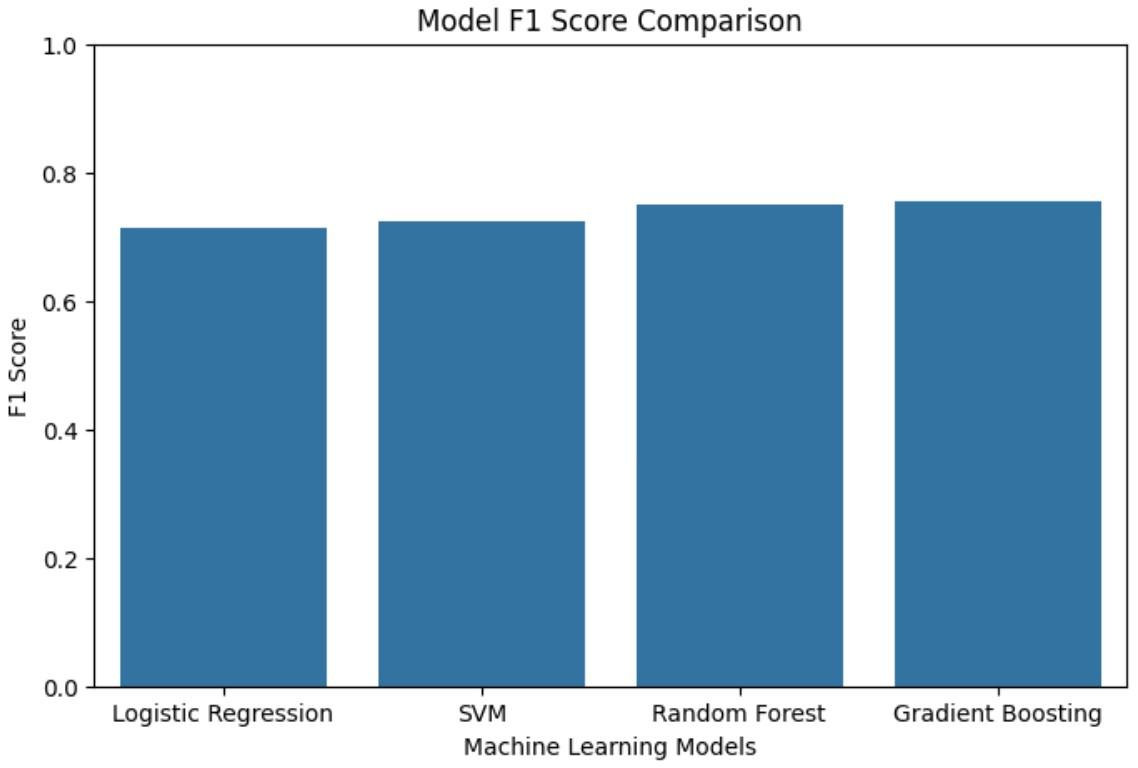 Model F1 Score Comparison
1.0
0.8
0.6
0.4
0.2
0.0
F1 Score
Logistic Regression SVM Random Forest Gradient Boosting
Machine Learning Models